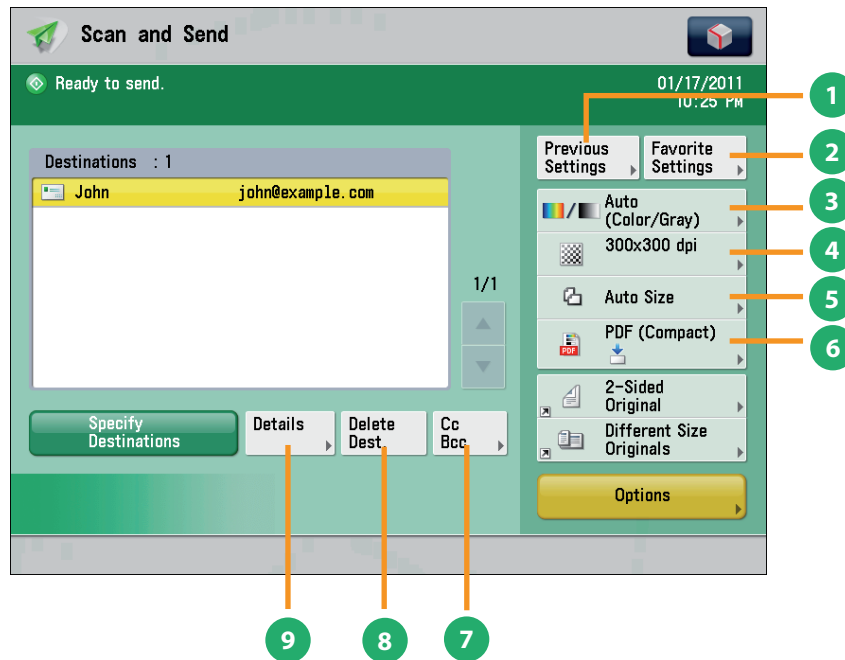 Scan and Send
Ready to send.
01/17/2011
10:25 PM
Destinations : 1
John john@example.com
1/1
Specify
Destinations
Details
Delete
Dest.
Cc
Bcc
Previous
Settings
Favorite
Settings
Auto
(Color/Gray)
300x300 dpi
Auto Size
PDF (Compact)
PDF
2-Sided
Original
Different Size
Originals
Options
1
2
3
4
5
6
9
8
7